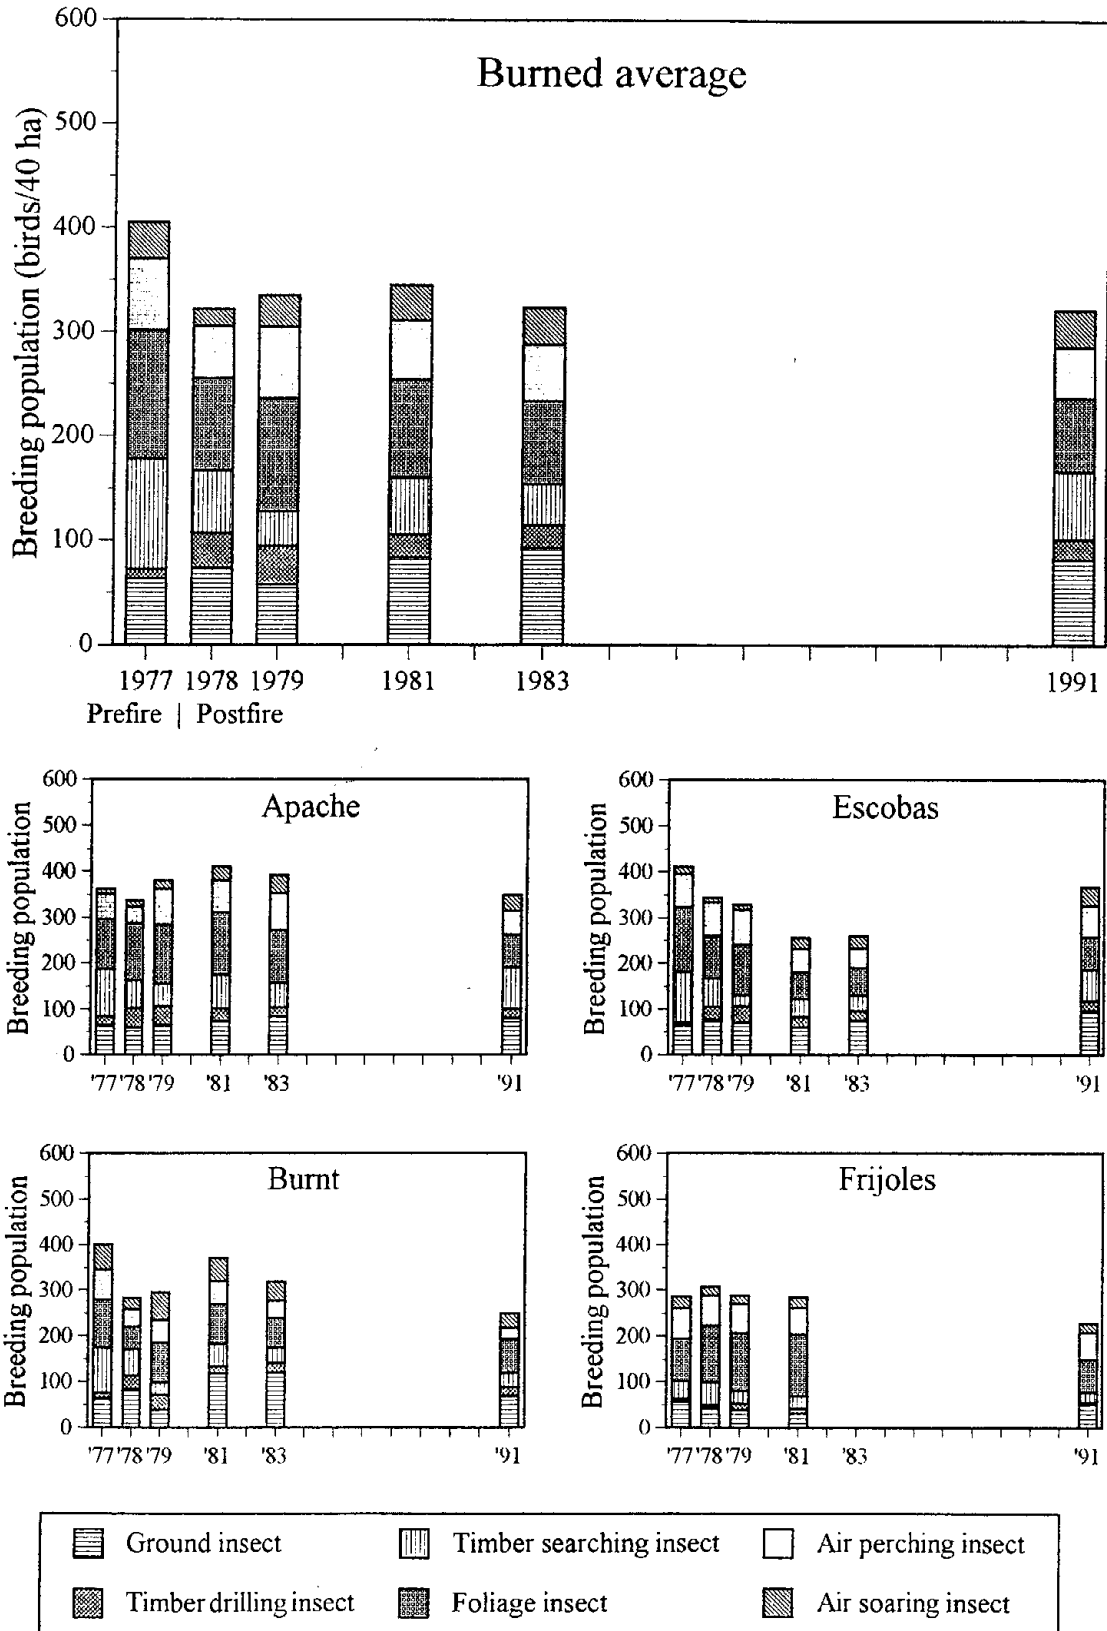 Burned average
Breeding population (birds/40 ha)
600
500
400
300
200
100
0
1977 1978 1979 1981 1983 1991
Prefire | Postfire
Apache
Breeding population
600
500
400
300
200
100
0
'77 '78 '79 '81 '83 '91
Escobas
Breeding population
600
500
400
300
200
100
0
'77 '78 '79 '81 '83 '91
Burnt
Breeding population
600
500
400
300
200
100
0
'77 '78 '79 '81 '83 '91
Frijoles
Breeding population
600
500
400
300
200
100
0
'77 '78 '79 '81 '83 '91
Ground insect Timber searching insect Air perching insect
Timber drilling insect Foliage insect Air soaring insect